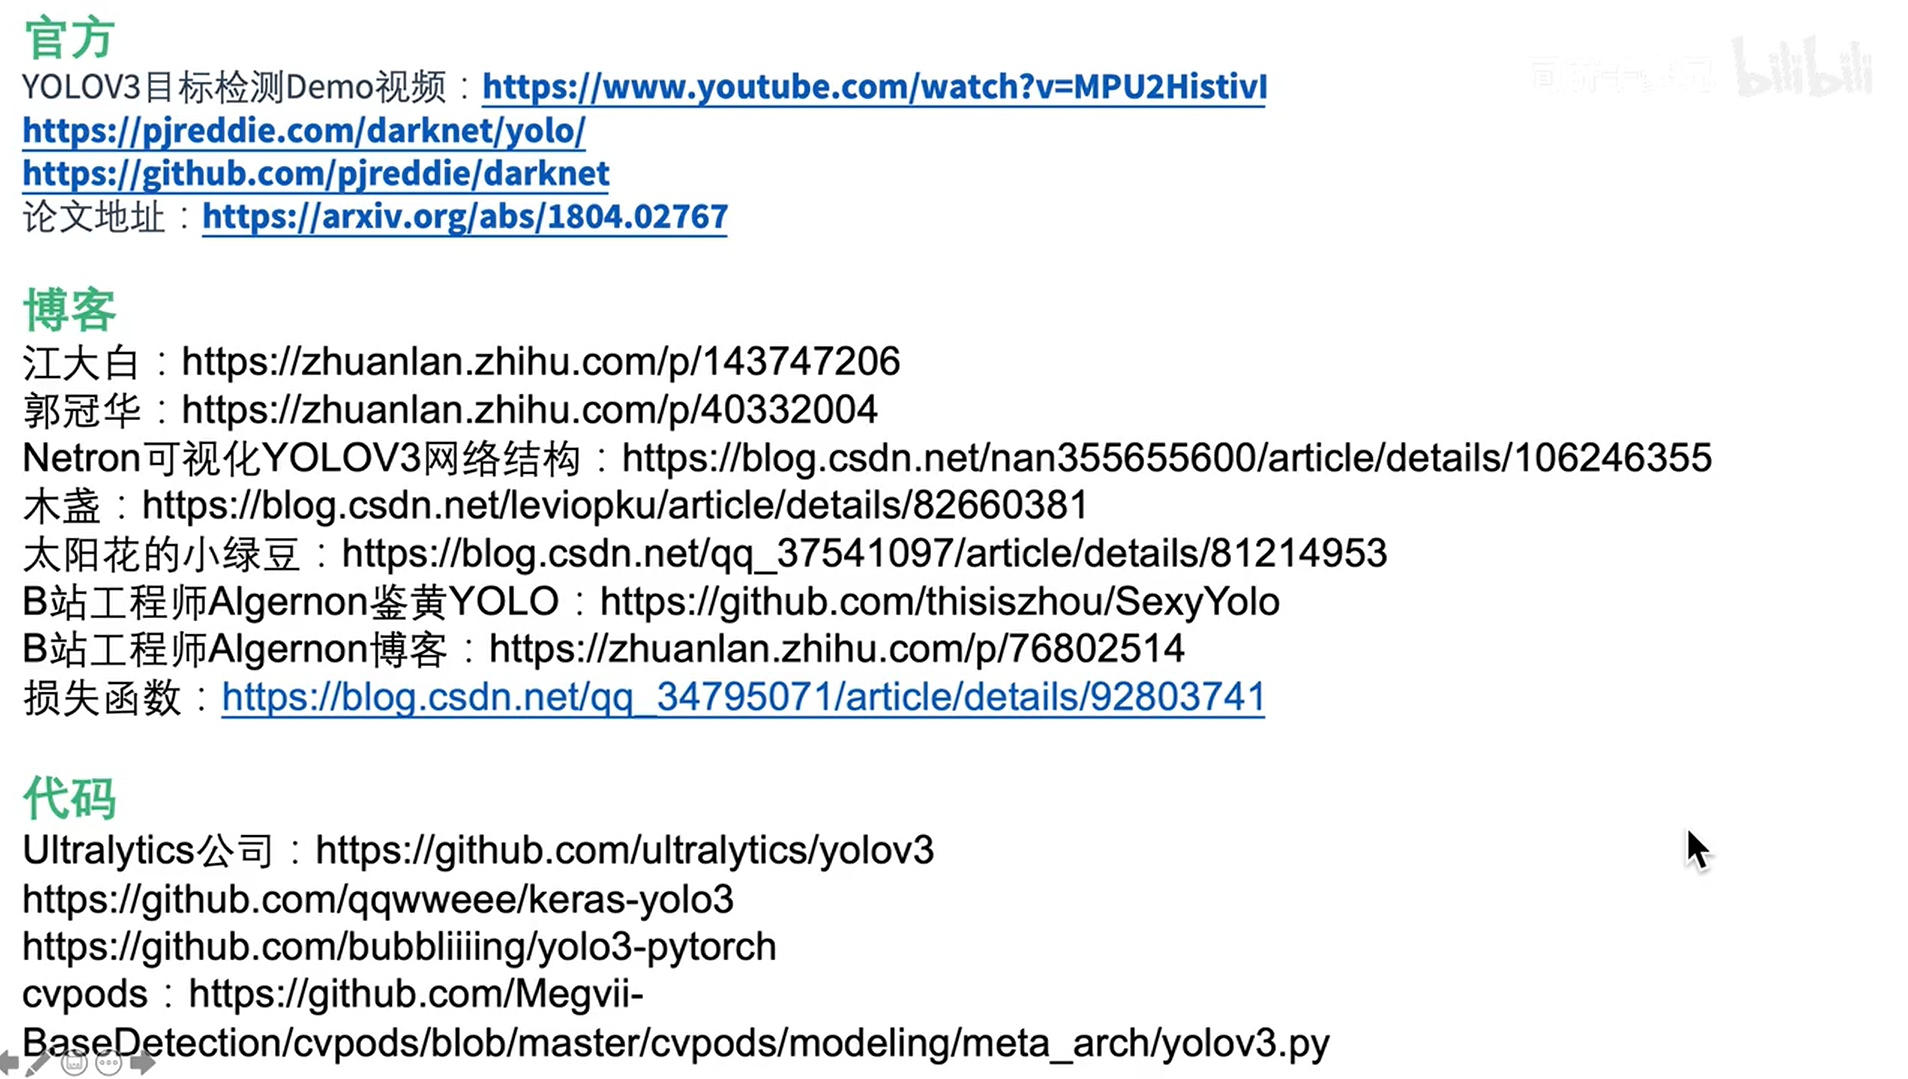 官方
YOLOV3目标检测Demo视频：https://www.youtube.com/watch?v=MPU2HistivI
https://pjreddie.com/darknet/yolo/
https://github.com/pjreddie/darknet
论文地址：https://arxiv.org/abs/1804.02767
bilibili
博客
江大白：https://zhuanlan.zhihu.com/p/143747206
郭冠华：https://zhuanlan.zhihu.com/p/40332004
Netron可视化YOLOV3网络结构：https://blog.csdn.net/nan355655600/article/details/106246355
木盏：https://blog.csdn.net/leviopku/article/details/82660381
太阳花的小绿豆：https://blog.csdn.net/qq_37541097/article/details/81214953
B站工程师Algernon鉴黄YOLO：https://github.com/thisiszhou/SexyYolo
B站工程师Algernon博客：https://zhuanlan.zhihu.com/p/76802514
损失函数：https://blog.csdn.net/qq_34795071/article/details/92803741
代码
Ultralytics公司：https://github.com/ultralytics/yolov3
https://github.com/qqwweee/keras-yolo3
https://github.com/bubbliiiing/yolo3-pytorch
cvpods：https://github.com/Megvii-
BaseDetection/cvpods/blob/master/cvpods/modeling/meta_arch/yolov3.py